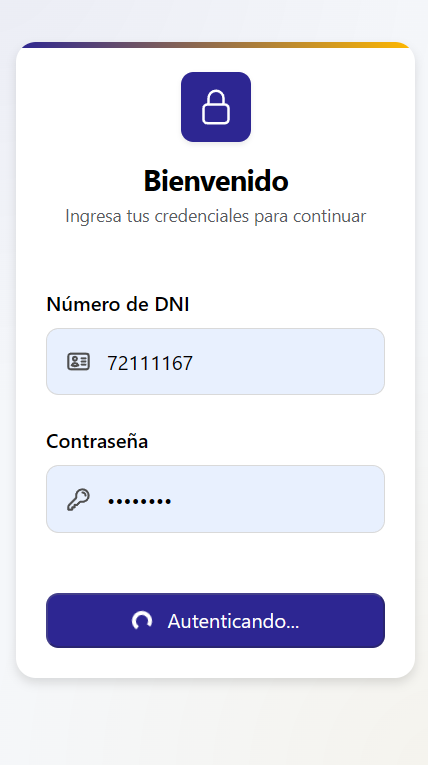 Bienvenido
Ingresa tus credenciales para continuar
Número de DNI
72111167
Contraseña
••••••••
Autenticando...